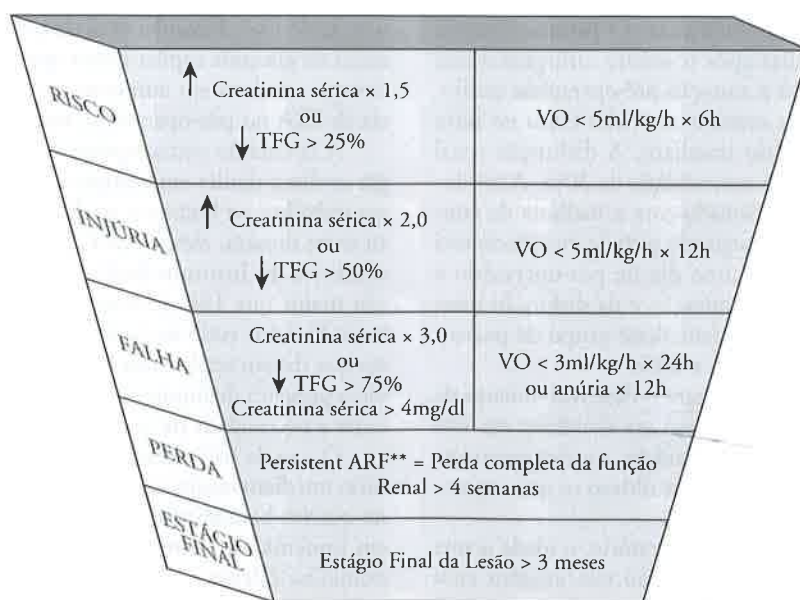 RISCO
↑ Creatinina sérica × 1,5
ou
↓ TFG > 25%
VO < 5ml/kg/h × 6h
INJÚRIA
↑ Creatinina sérica × 2,0
ou
↓ TFG > 50%
VO < 5ml/kg/h × 12h
FALHA
Creatinina sérica × 3,0
ou
↓ TFG > 75%
Creatinina sérica > 4mg/dl
VO < 3ml/kg/h × 24h
ou anúria × 12h
PERDA
Persistent ARF** = Perda completa da função
Renal > 4 semanas
ESTÁGIO
FINAL
Estágio Final da Lesão > 3 meses